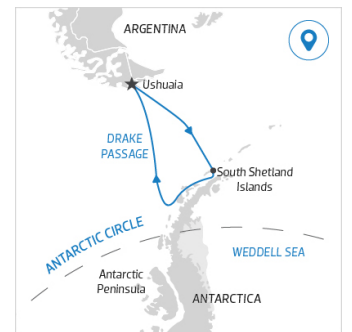 ARGENTINA
Ushuaia
DRAKE
PASSAGE
South Shetland
Islands
ANTARCTIC CIRCLE
WEDDELL SEA
Antarctic
Peninsula
ANTARCTICA